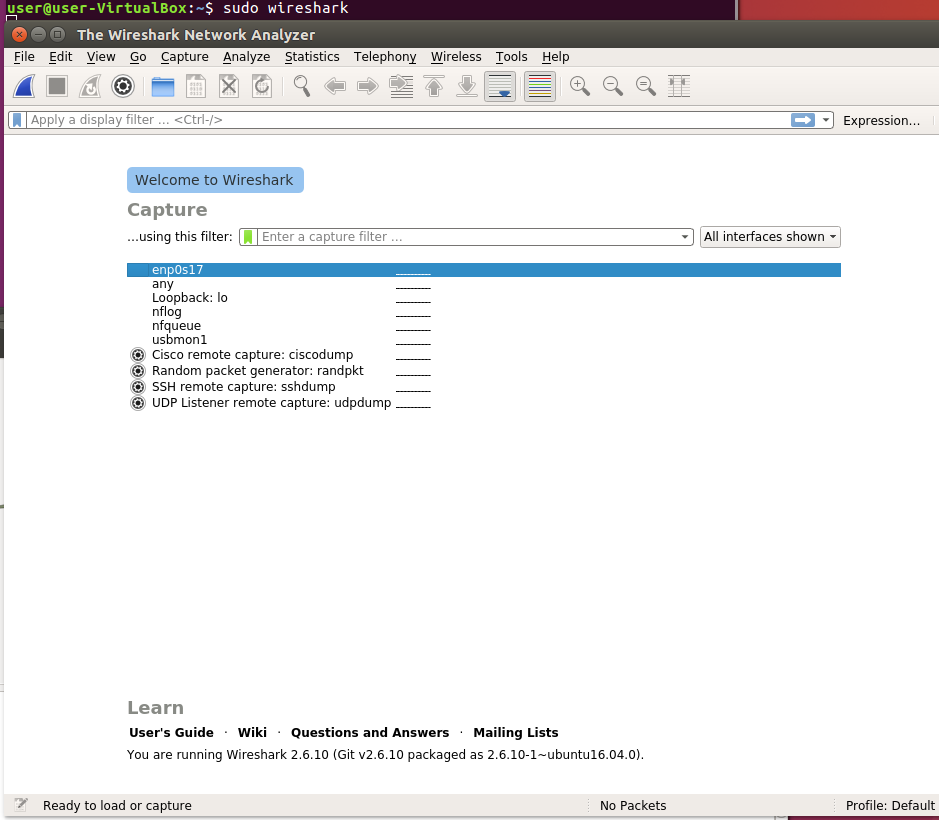 user@user-VirtualBox:~$ sudo wireshark
The Wireshark Network Analyzer
File Edit View Go Capture Analyze Statistics Telephony Wireless Tools Help
Apply a display filter ... <Ctrl-/> Expression...
Welcome to Wireshark
Capture
...using this filter: Enter a capture filter ... All interfaces shown
enp0s17
any
Loopback: lo
nflog
nfqueue
usbmon1
Cisco remote capture: ciscodump
Random packet generator: randpkt
SSH remote capture: sshdump
UDP Listener remote capture: udpdump
Learn
User's Guide · Wiki · Questions and Answers · Mailing Lists
You are running Wireshark 2.6.10 (Git v2.6.10 packaged as 2.6.10-1~ubuntu16.04.0).
Ready to load or capture No Packets Profile: Default